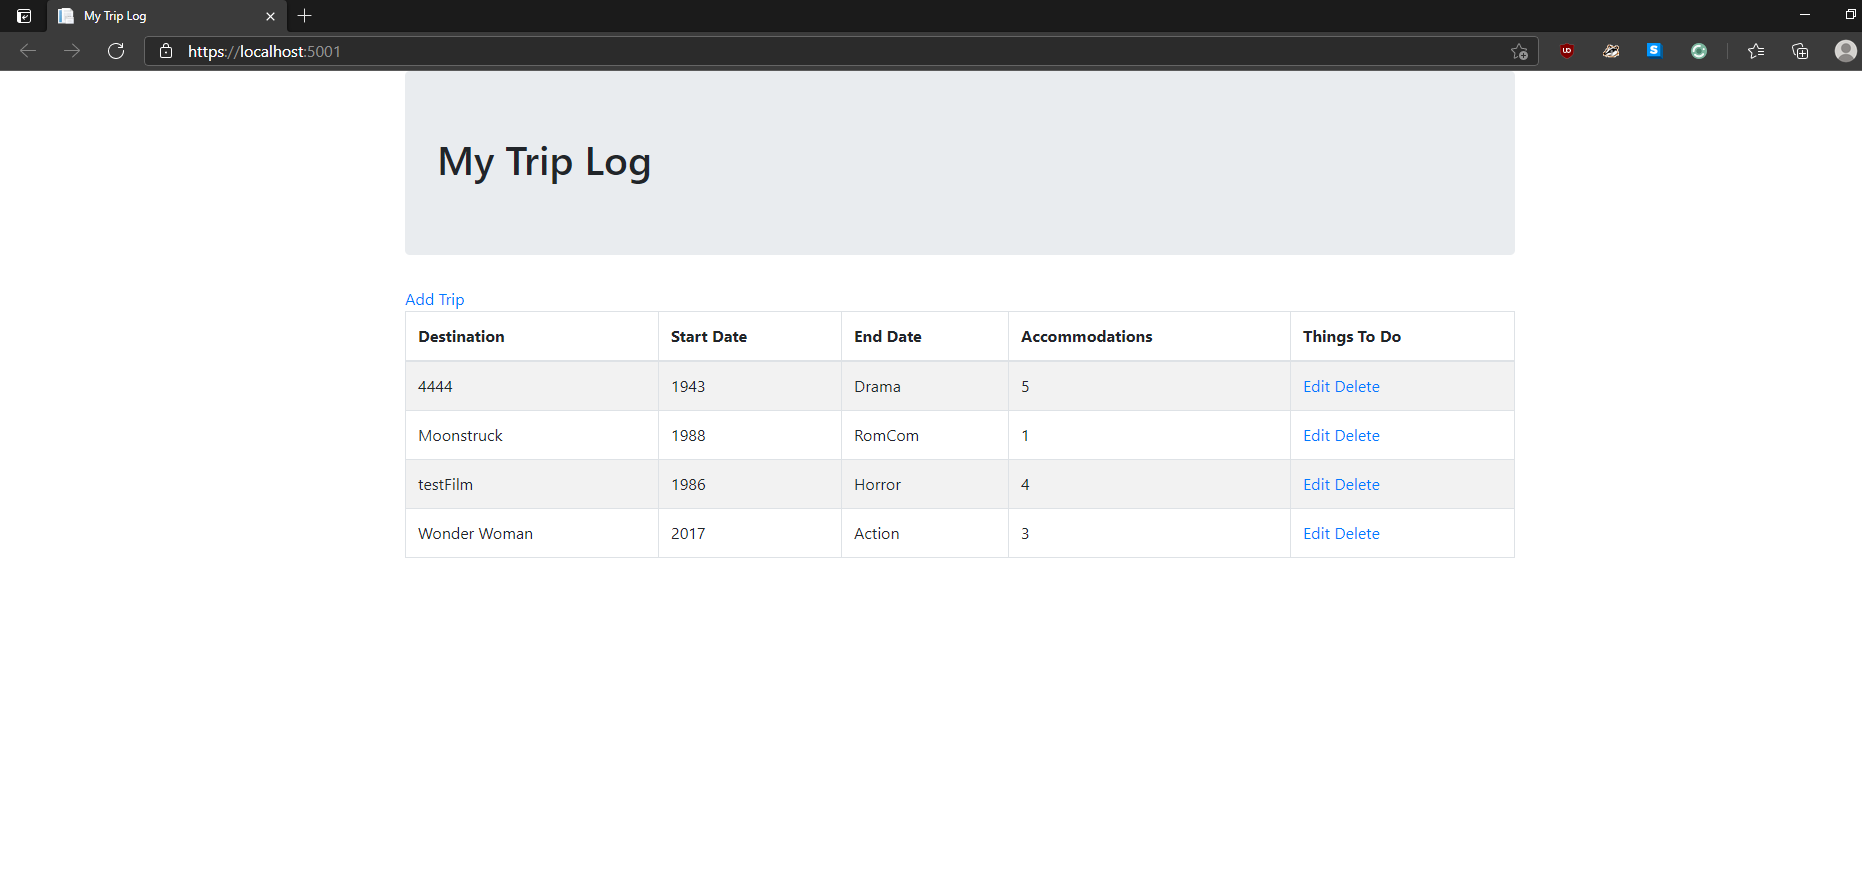 My Trip Log
https://localhost:5001
My Trip Log
Add Trip
Destination Start Date End Date Accommodations Things To Do
4444 1943 Drama 5 Edit Delete
Moonstruck 1988 RomCom 1 Edit Delete
testFilm 1986 Horror 4 Edit Delete
Wonder Woman 2017 Action 3 Edit Delete